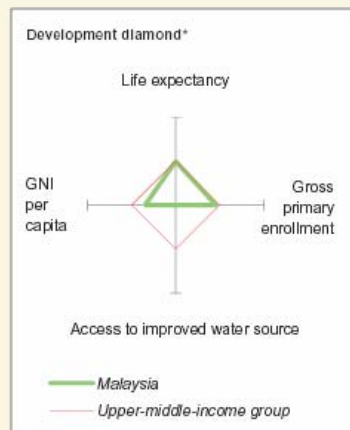 Development diamond*
Life expectancy
GNI
per
capita
Gross
primary
enrollment
Access to improved water source
Malaysia
Upper-middle-income group